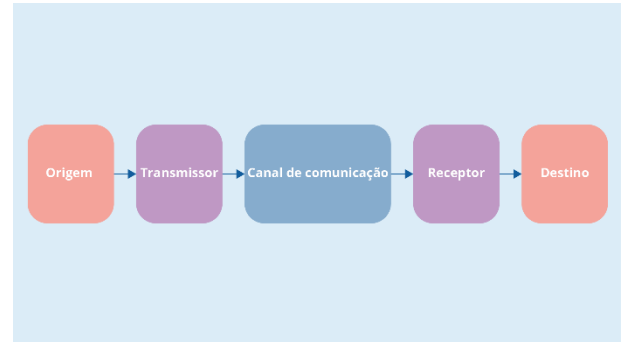 Origem
Transmissor
Canal de comunicação
Receptor
Destino